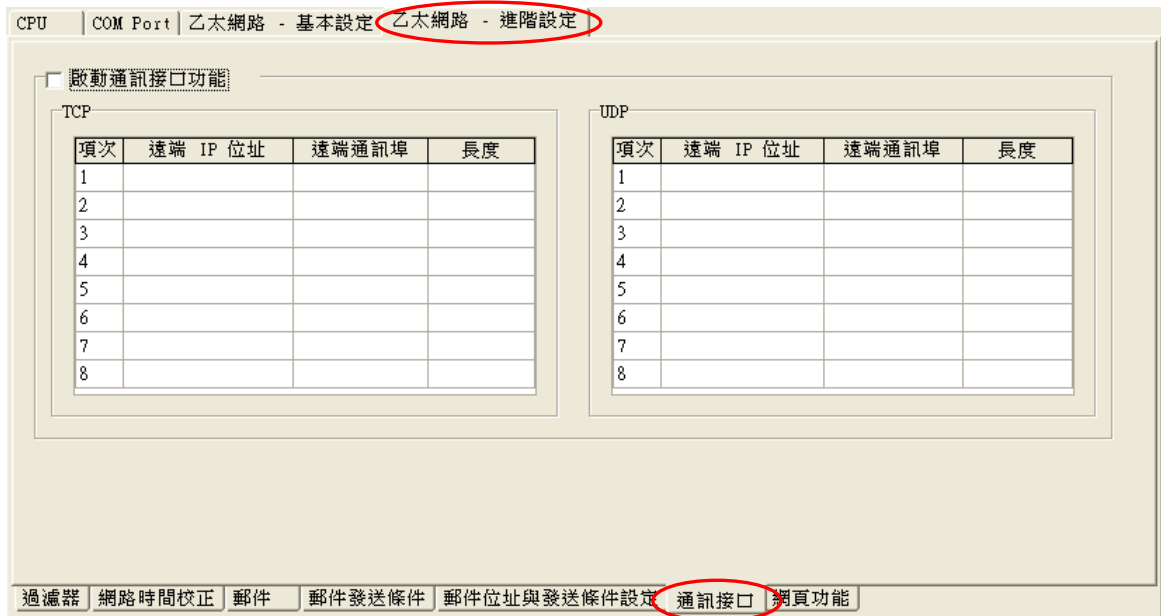 CPU COM Port 乙太網路 - 基本設定 乙太網路 - 進階設定
啟動通訊接口功能
TCP
項次 遠端 IP 位址 遠端通訊埠 長度
1
2
3
4
5
6
7
8
UDP
項次 遠端 IP 位址 遠端通訊埠 長度
1
2
3
4
5
6
7
8
過濾器 網路時間校正 郵件 郵件發送條件 郵件位址與發送條件設定 通訊接口 網頁功能